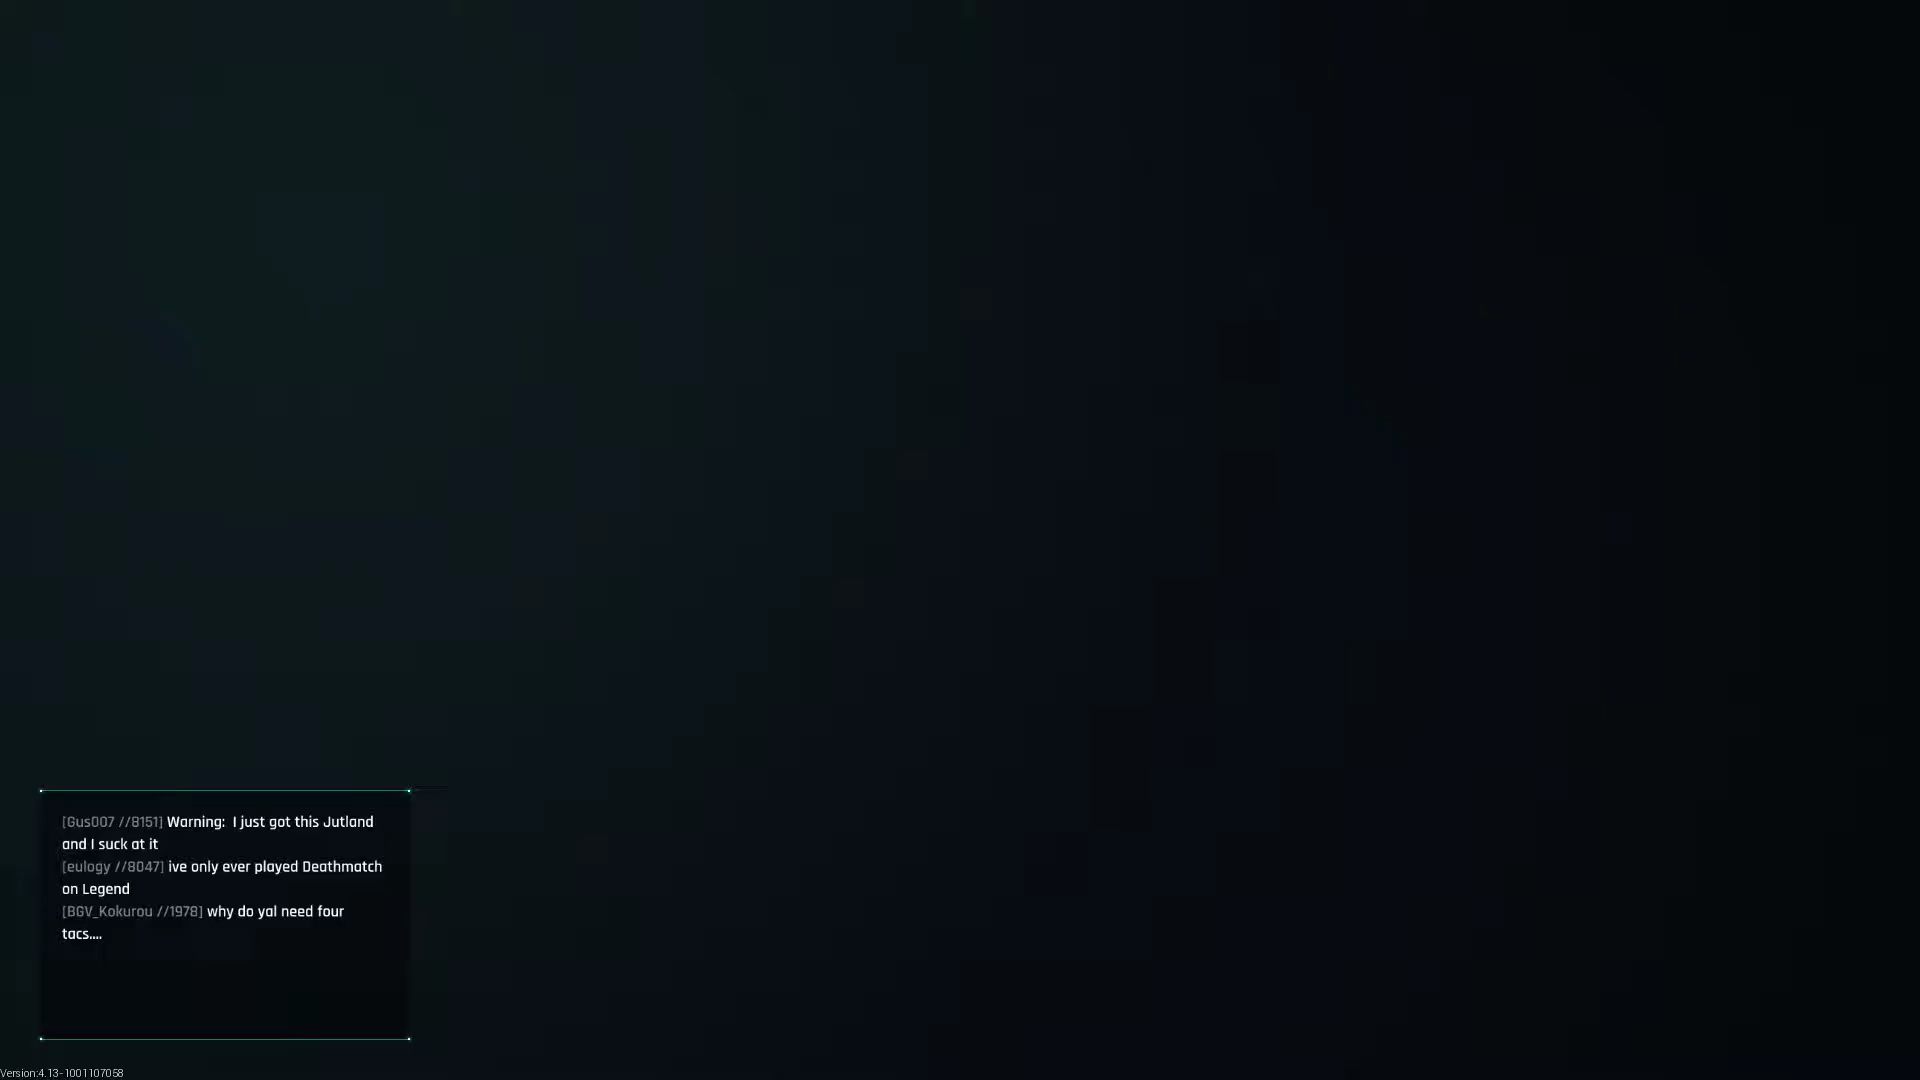 [Gus007 //8151] Warning:  I just got this Jutland
and I suck at it
[eulogy //8047] ive only ever played Deathmatch
on Legend
[BGV_Kokurou //1978] why do yal need four
tacs....
Version:4.13-1001107058